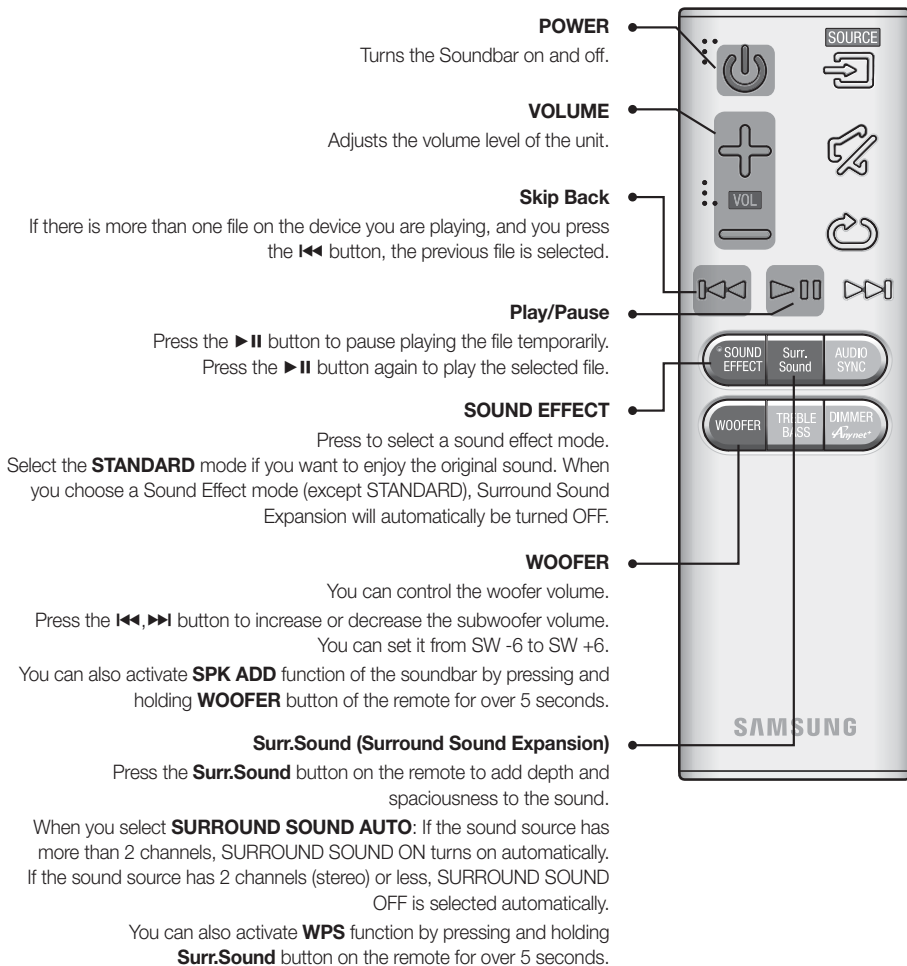 POWER
Turns the Soundbar on and off.
VOLUME
Adjusts the volume level of the unit.
Skip Back
If there is more than one file on the device you are playing, and you press
the ⏮ button, the previous file is selected.
Play/Pause
Press the ►II button to pause playing the file temporarily.
Press the ►II button again to play the selected file.
SOUND EFFECT
Press to select a sound effect mode.
Select the STANDARD mode if you want to enjoy the original sound. When
you choose a Sound Effect mode (except STANDARD), Surround Sound
Expansion will automatically be turned OFF.
WOOFER
You can control the woofer volume.
Press the ⏮,⏭ button to increase or decrease the subwoofer volume.
You can set it from SW -6 to SW +6.
You can also activate SPK ADD function of the soundbar by pressing and
holding WOOFER button of the remote for over 5 seconds.
Surr.Sound (Surround Sound Expansion)
Press the Surr.Sound button on the remote to add depth and
spaciousness to the sound.
When you select SURROUND SOUND AUTO: If the sound source has
more than 2 channels, SURROUND SOUND ON turns on automatically.
If the sound source has 2 channels (stereo) or less, SURROUND SOUND
OFF is selected automatically.
You can also activate WPS function by pressing and holding
Surr.Sound button on the remote for over 5 seconds.
SOURCE
VOL
*SOUND
EFFECT
Surr.
Sound
AUDIO
SYNC
WOOFER
TREBLE
BASS
DIMMER
Anynet+
SAMSUNG